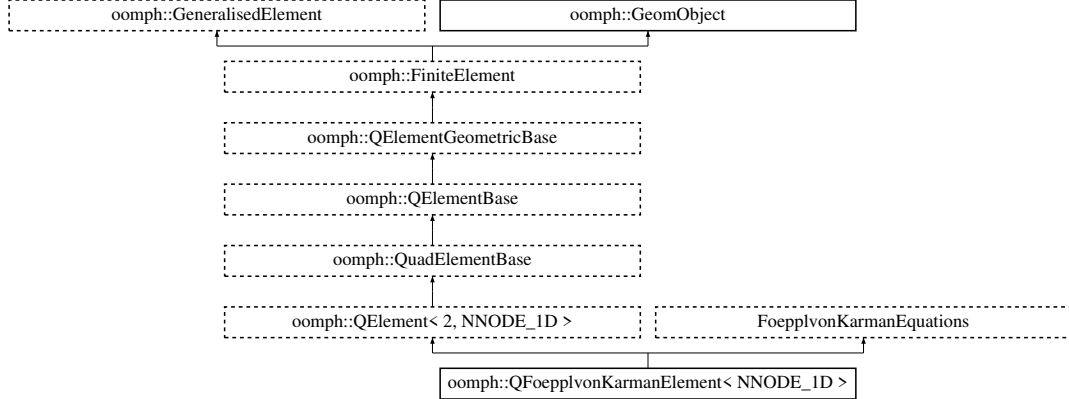 oomph::GeneralisedElement
oomph::GeomObject
oomph::FiniteElement
oomph::QElementGeometricBase
oomph::QElementBase
oomph::QuadElementBase
oomph::QElement< 2, NNODE_1D >
FoepplvonKarmanEquations
oomph::QFoepplvonKarmanElement< NNODE_1D >